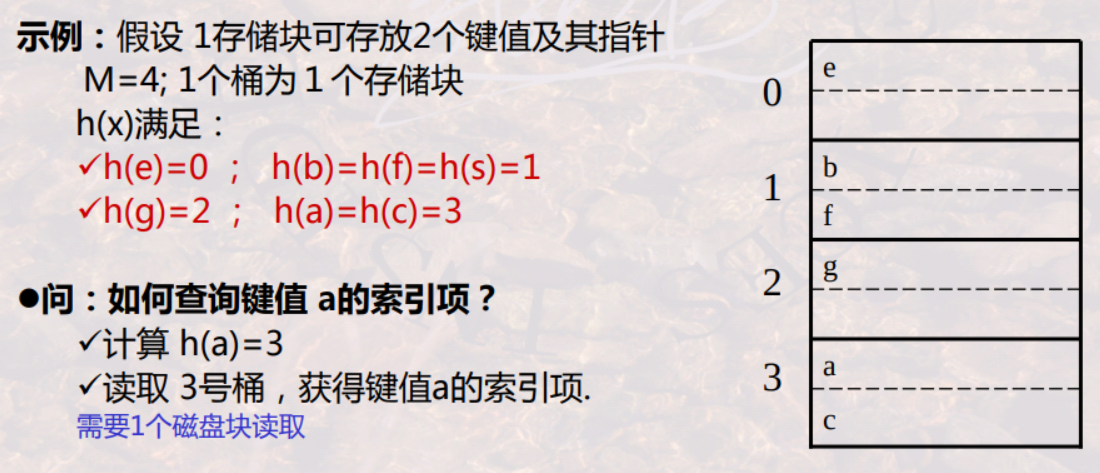 示例：假设 1存储块可存放2个键值及其指针
M=4; 1个桶为 1 个存储块
h(x)满足：
✓h(e)=0 ； h(b)=h(f)=h(s)=1
✓h(g)=2 ； h(a)=h(c)=3
●问：如何查询键值 a的索引项？
✓计算 h(a)=3
✓读取 3号桶，获得键值a的索引项.
需要1个磁盘块读取
0
e
1
b
f
2
g
3
a
c